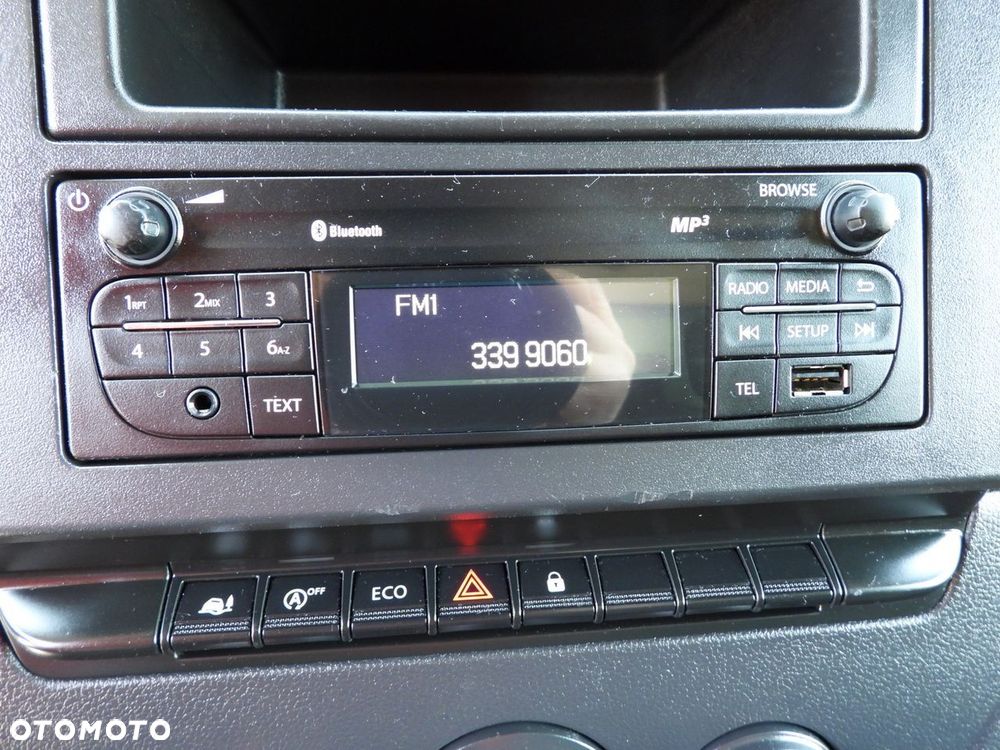 BROWSE
Bluetooth
MP3
1RPT 2MIX 3
RADIO MEDIA
FM1
4 5 6A-Z
SETUP
339 9060
TEXT
TEL
OFF
A
ECO
OTOMOTO